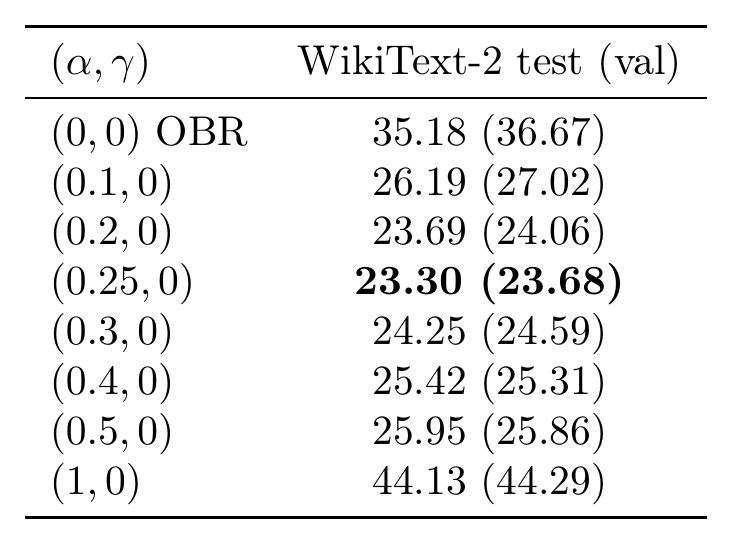 (α, γ) WikiText-2 test (val)
(0, 0) OBR 35.18 (36.67)
(0.1, 0) 26.19 (27.02)
(0.2, 0) 23.69 (24.06)
(0.25, 0) 23.30 (23.68)
(0.3, 0) 24.25 (24.59)
(0.4, 0) 25.42 (25.31)
(0.5, 0) 25.95 (25.86)
(1, 0) 44.13 (44.29)